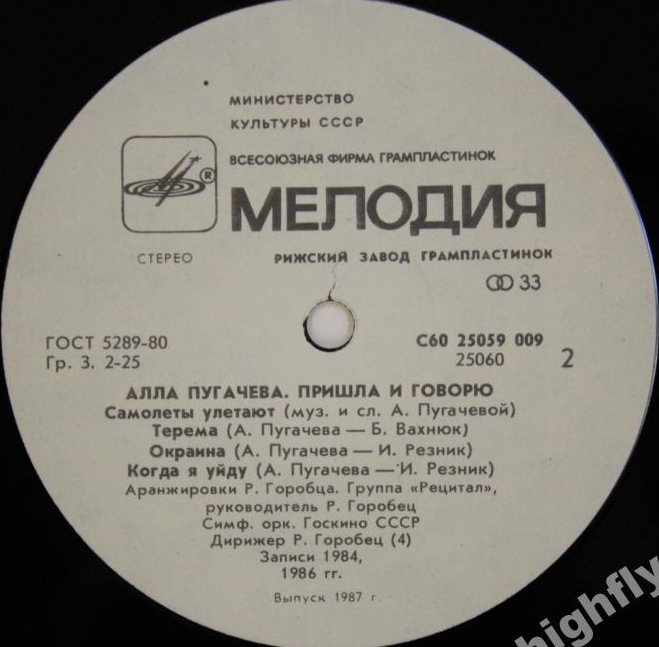 МИНИСТЕРСТВО
КУЛЬТУРЫ СССР
ВСЕСОЮЗНАЯ ФИРМА ГРАМПЛАСТИНОК
®
МЕЛОДИЯ
СТЕРЕО РИЖСКИЙ ЗАВОД ГРАМПЛАСТИНОК
33
ГОСТ 5289-80 С60 25059 009
Гр. 3. 2-25 25060 2
АЛЛА ПУГАЧЕВА. ПРИШЛА И ГОВОРЮ
Самолеты улетают (муз. и сл. А. Пугачевой)
Терема (А. Пугачева — Б. Вахнюк)
Окраина (А. Пугачева — И. Резник)
Когда я уйду (А. Пугачева — И. Резник)
Аранжировки Р. Горобца. Группа «Рецитал»,
руководитель Р. Горобец
Симф. орк. Госкино СССР
Дирижер Р. Горобец (4)
Записи 1984,
1986 гг.
Выпуск 1987 г.
highfly